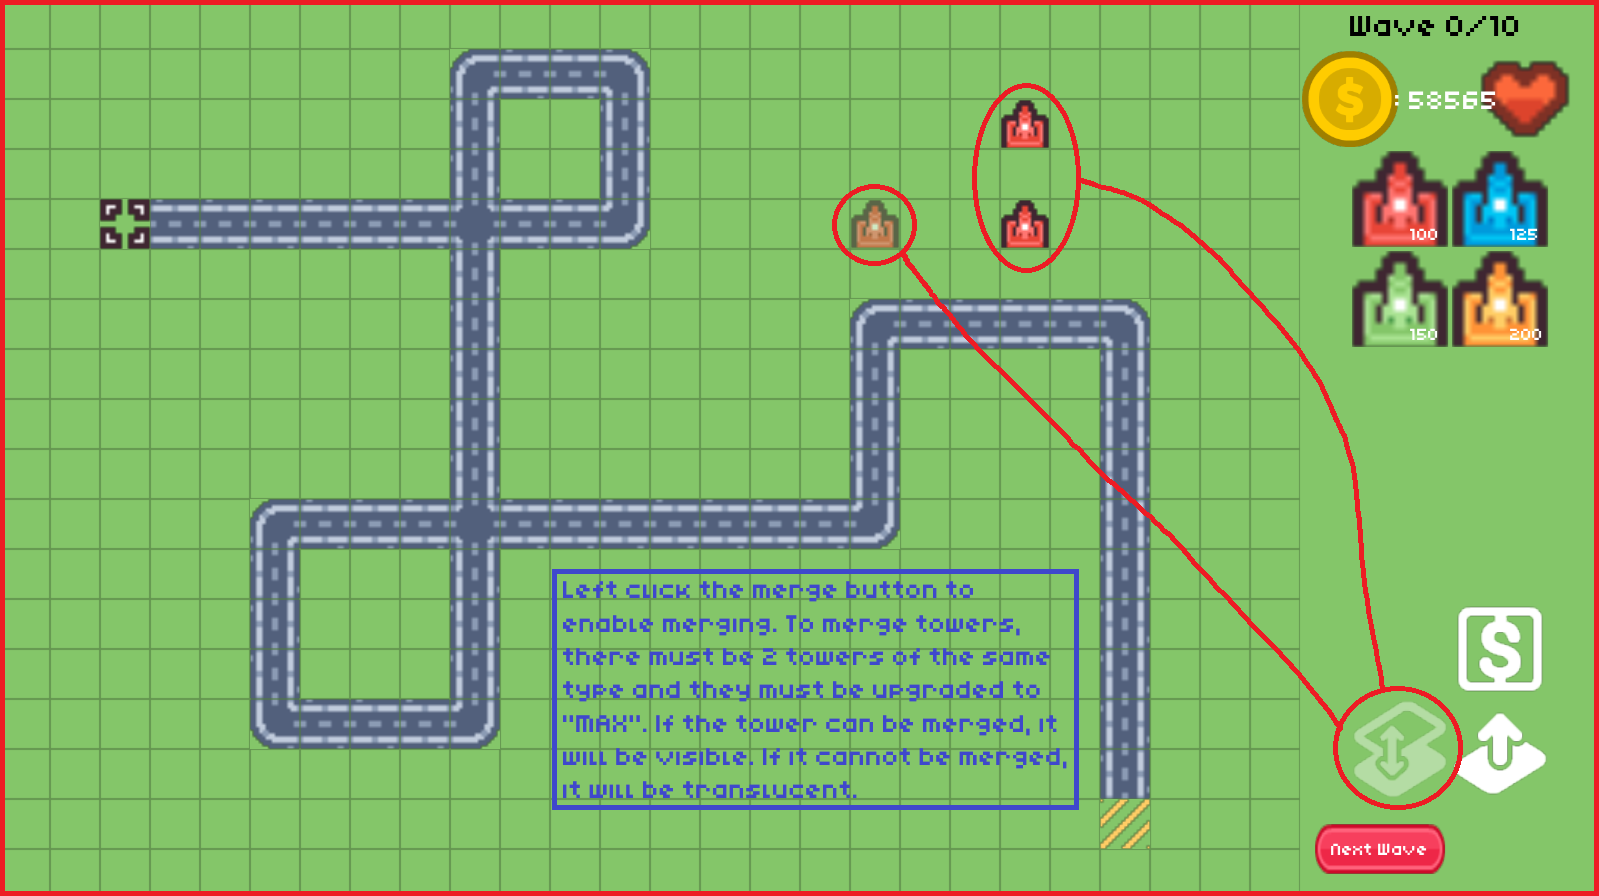 Wave 0/10
: 58565
100
125
150
200
Left click the merge button to
enable merging. To merge towers,
there must be 2 towers of the same
type and they must be upgraded to
"MAX". If the tower can be merged, it
will be visible. If it cannot be merged,
it will be translucent.
Next Wave